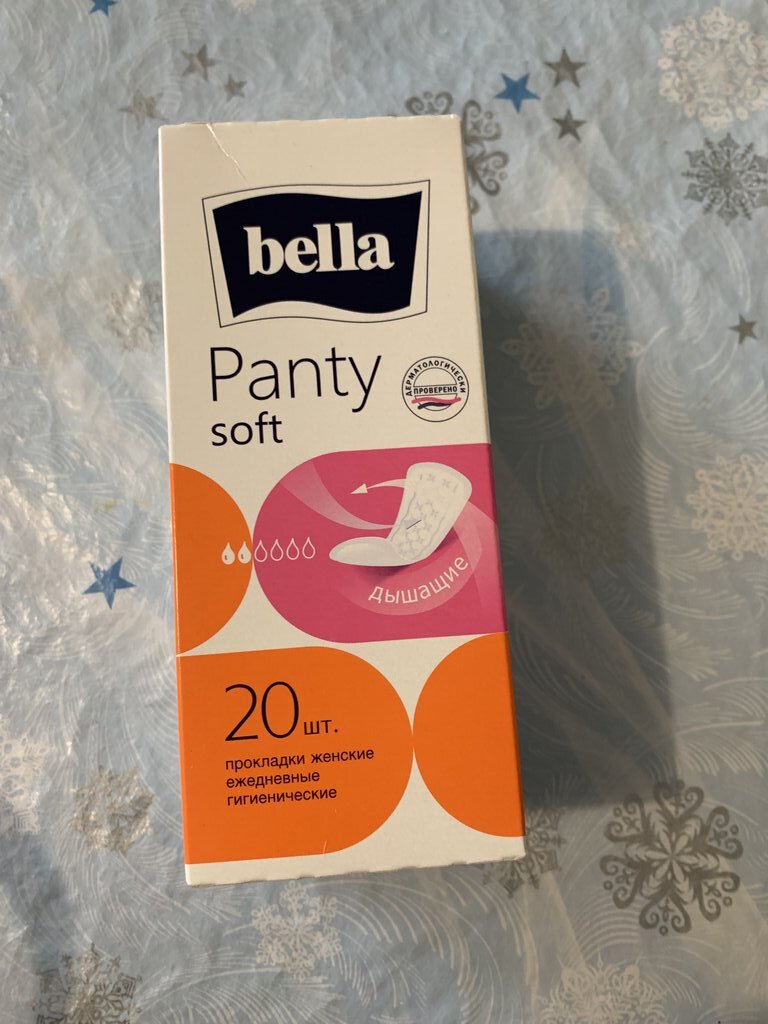 bella
Panty
soft
ДЕРМАТОЛОГИЧЕСКИ
ПРОВЕРЕНО
дышащие
20 шт.
прокладки женские
ежедневные
гигиенические